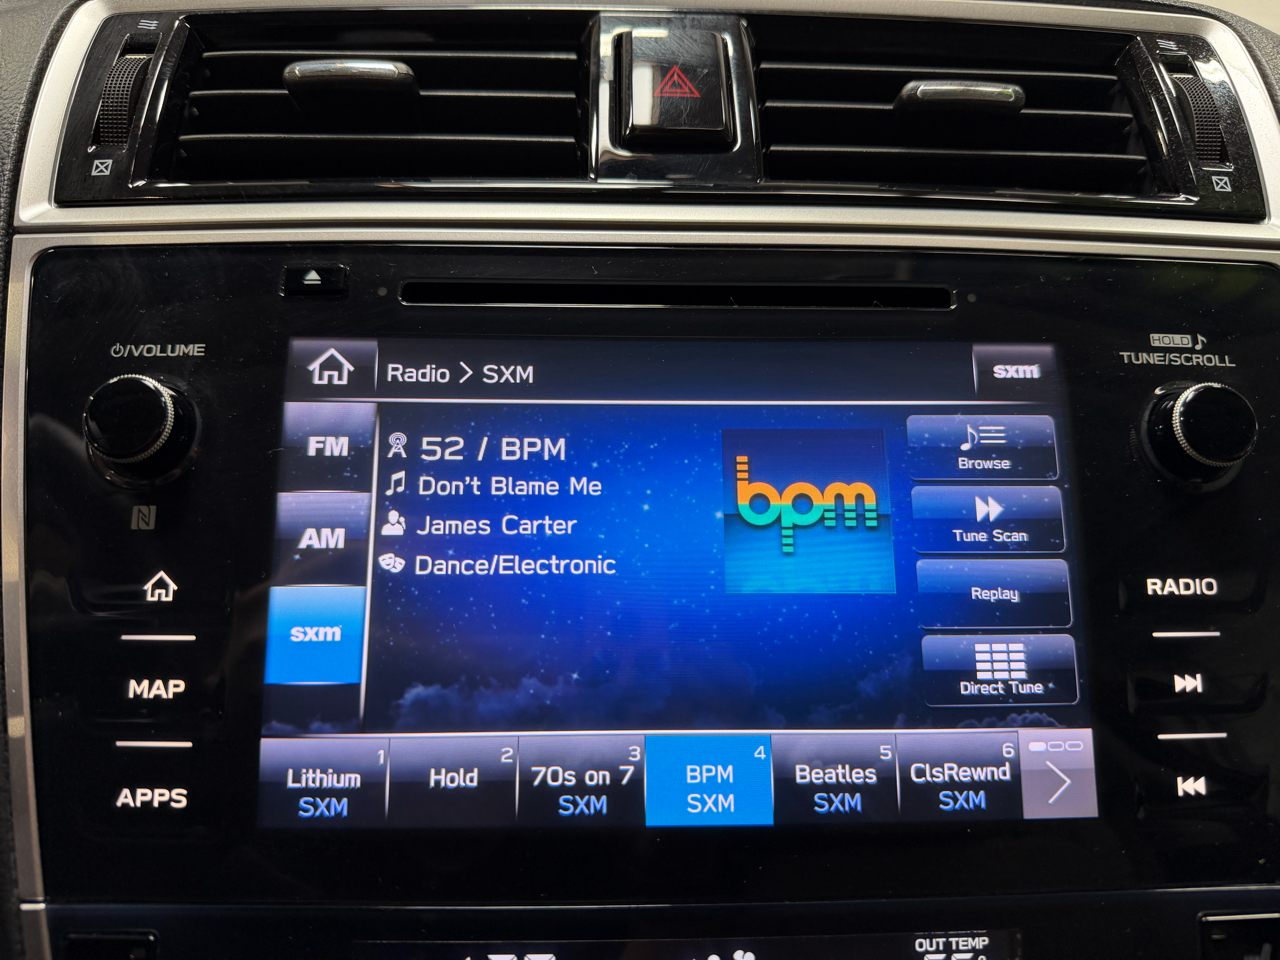 VOLUME
HOLD
TUNE/SCROLL
Radio > SXM
sxm
FM
52 / BPM
bpm
Browse
Don't Blame Me
AM
James Carter
Tune Scan
Dance/Electronic
sxm
Replay
Direct Tune
MAP
APPS
RADIO
1
Lithium
SXM
2
Hold
3
70s on 7
SXM
4
BPM
SXM
5
Beatles
SXM
6
ClsRewnd
SXM
OUT TEMP